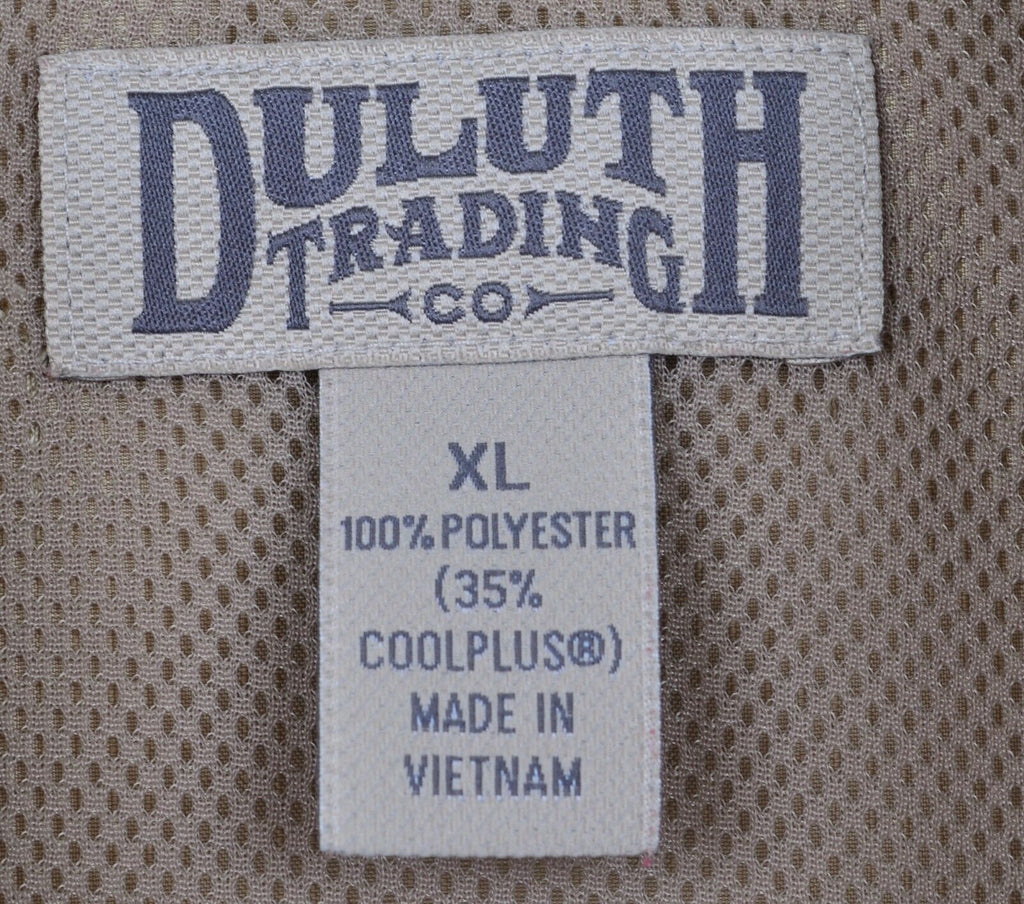 DULUTH
TRADING
CO
XL
100% POLYESTER
(35%
COOLPLUS®)
MADE IN
VIETNAM